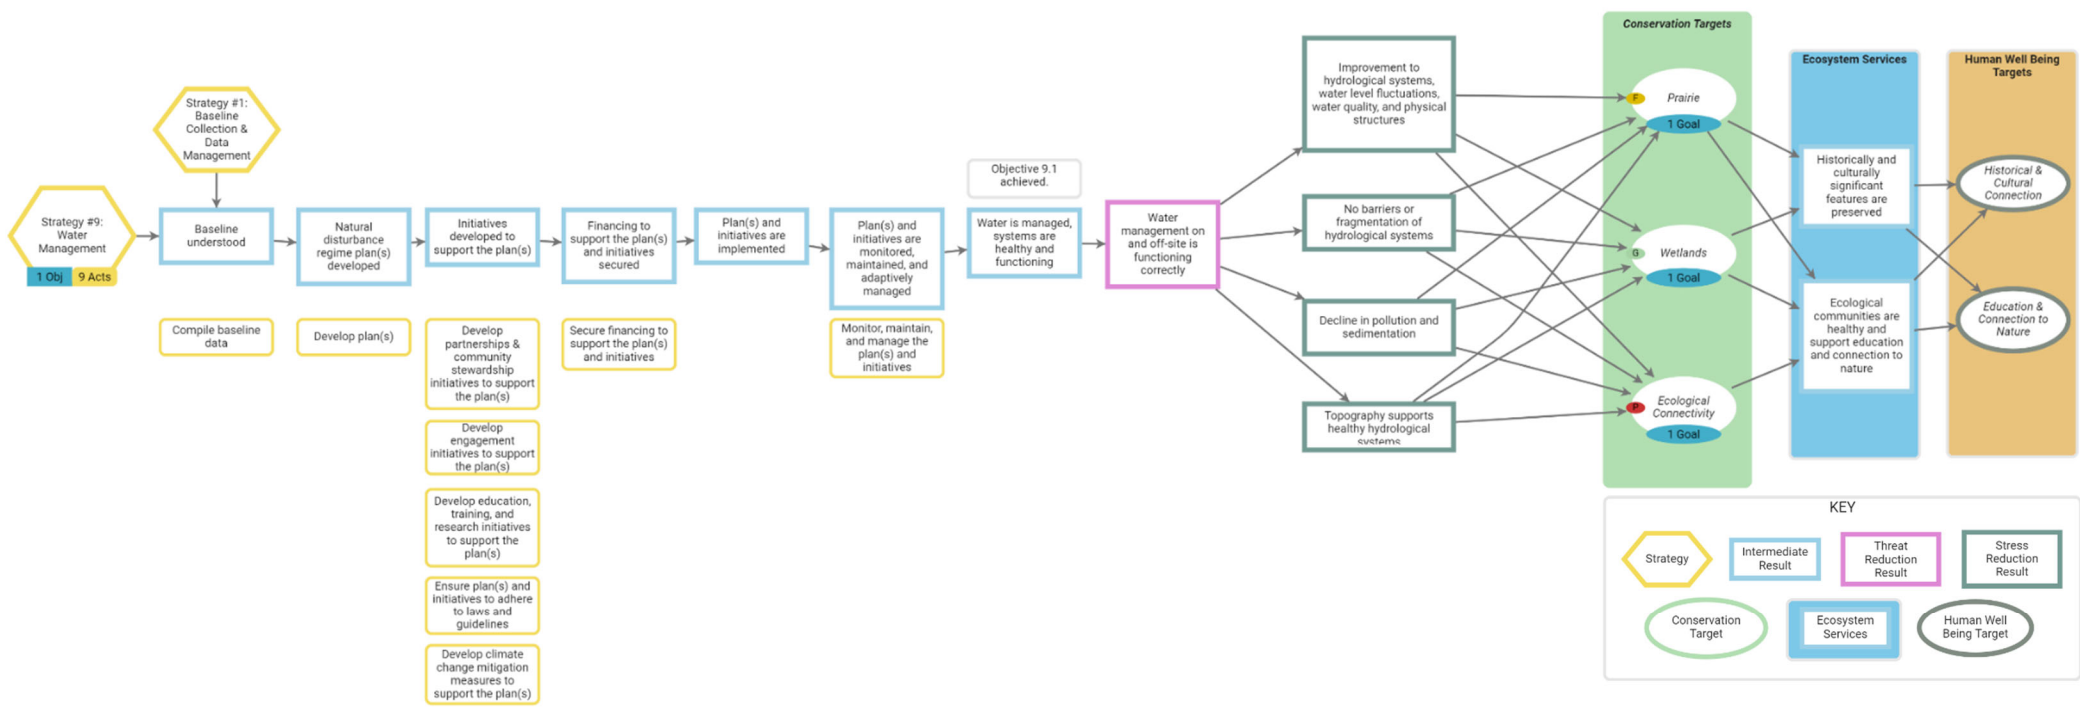 Strategy #1:
Baseline
Collection &
Data
Management
Strategy #9:
Water
Management
1 Obj
9 Acts
Baseline
understood
Natural
disturbance
regime plan(s)
developed
Initiatives
developed to
support the plan(s)
Financing to
support the plan(s)
and initiatives
secured
Plan(s) and
initiatives are
implemented
Plan(s) and
initiatives are
monitored,
maintained, and
adaptively
managed
Objective 9.1
achieved.
Water is managed,
systems are
healthy and
functioning
Water
management on
and off-site is
functioning
correctly
Compile baseline
data
Develop plan(s)
Develop
partnerships &
community
stewardship
initiatives to support
the plan(s)
Develop
engagement
initiatives to support
the plan(s)
Develop education,
training, and
research initiatives
to support the
plan(s)
Ensure plan(s) and
initiatives to adhere
to laws and
guidelines
Develop climate
change mitigation
measures to
support the plan(s)
Secure financing to
support the plan(s)
and initiatives
Monitor, maintain,
and manage the
plan(s) and
initiatives
Improvement to
hydrological systems,
water level fluctuations,
water quality, and physical
structures
No barriers or
fragmentation of
hydrological systems
Decline in pollution and
sedimentation
Topography supports
healthy hydrological
systems
Conservation Targets
F
Prairie
1 Goal
G
Wetlands
1 Goal
P
Ecological
Connectivity
1 Goal
Ecosystem Services
Historically and
culturally
significant
features are
preserved
Ecological
communities are
healthy and
support education
and connection to
nature
Human Well Being
Targets
Historical &
Cultural
Connection
Education &
Connection to
Nature
KEY
Strategy
Intermediate
Result
Threat
Reduction
Result
Stress
Reduction
Result
Conservation
Target
Ecosystem
Services
Human Well
Being Target